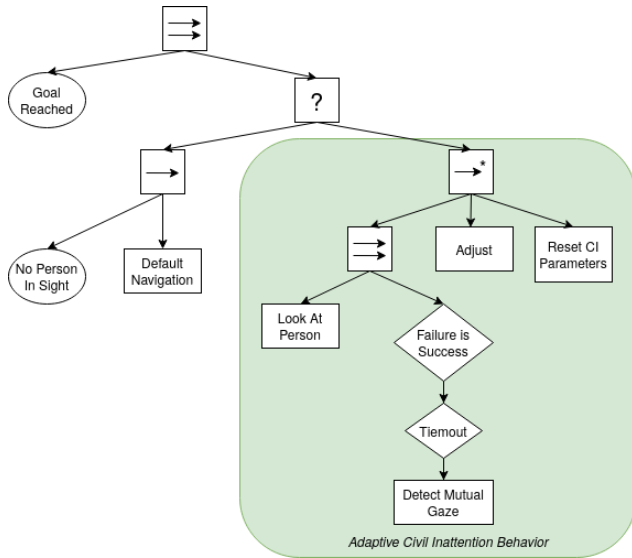 Goal
Reached
?
*
No Person
In Sight
Default
Navigation
Adjust
Reset CI
Parameters
Look At
Person
Failure is
Success
Tiemout
Detect Mutual
Gaze
Adaptive Civil Inattention Behavior